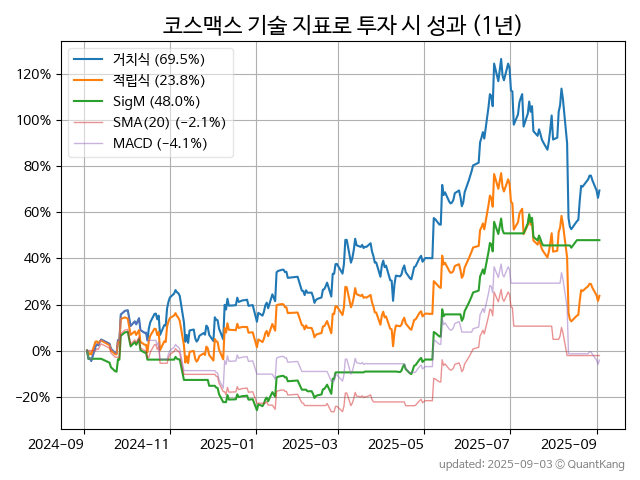 코스맥스 기술 지표로 투자 시 성과 (1년)
거치식 (69.5%)
적립식 (23.8%)
SigM (48.0%)
SMA(20) (−2.1%)
MACD (−4.1%)
120%
100%
80%
60%
40%
20%
0%
−20%
2024-09 2024-11 2025-01 2025-03 2025-05 2025-07 2025-09
updated: 2025-09-03 © QuantKang